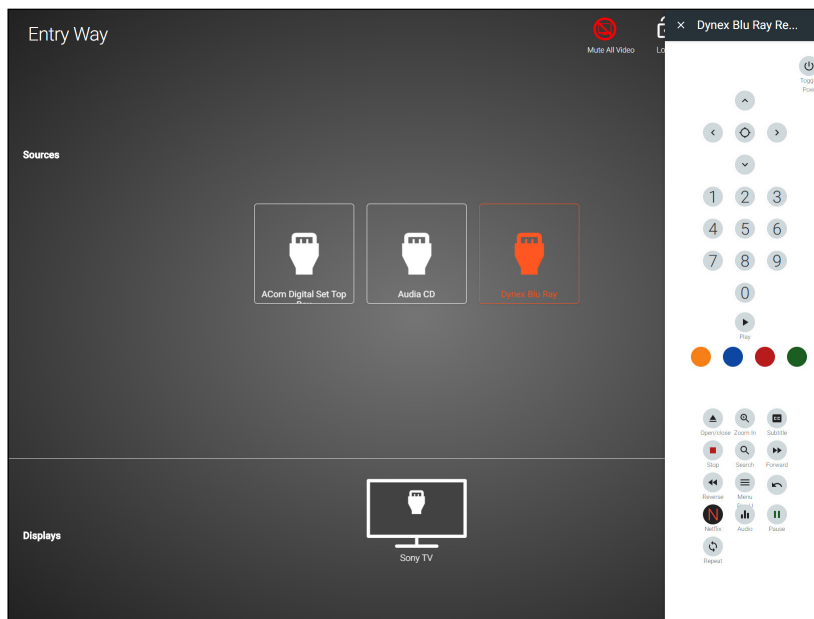 Entry Way
Mute All Video
Lo
Dynex Blu Ray Re...
Power
Sources
ACom Digital Set Top
Audia CD
Dynex Blu Ray
1 2 3
4 5 6
7 8 9
0
Play
Open/close Zoom In Subtitle
Stop Search Forward
Reverse Menu
N
Netflix Audio Pause
Repeat
Displays
Sony TV